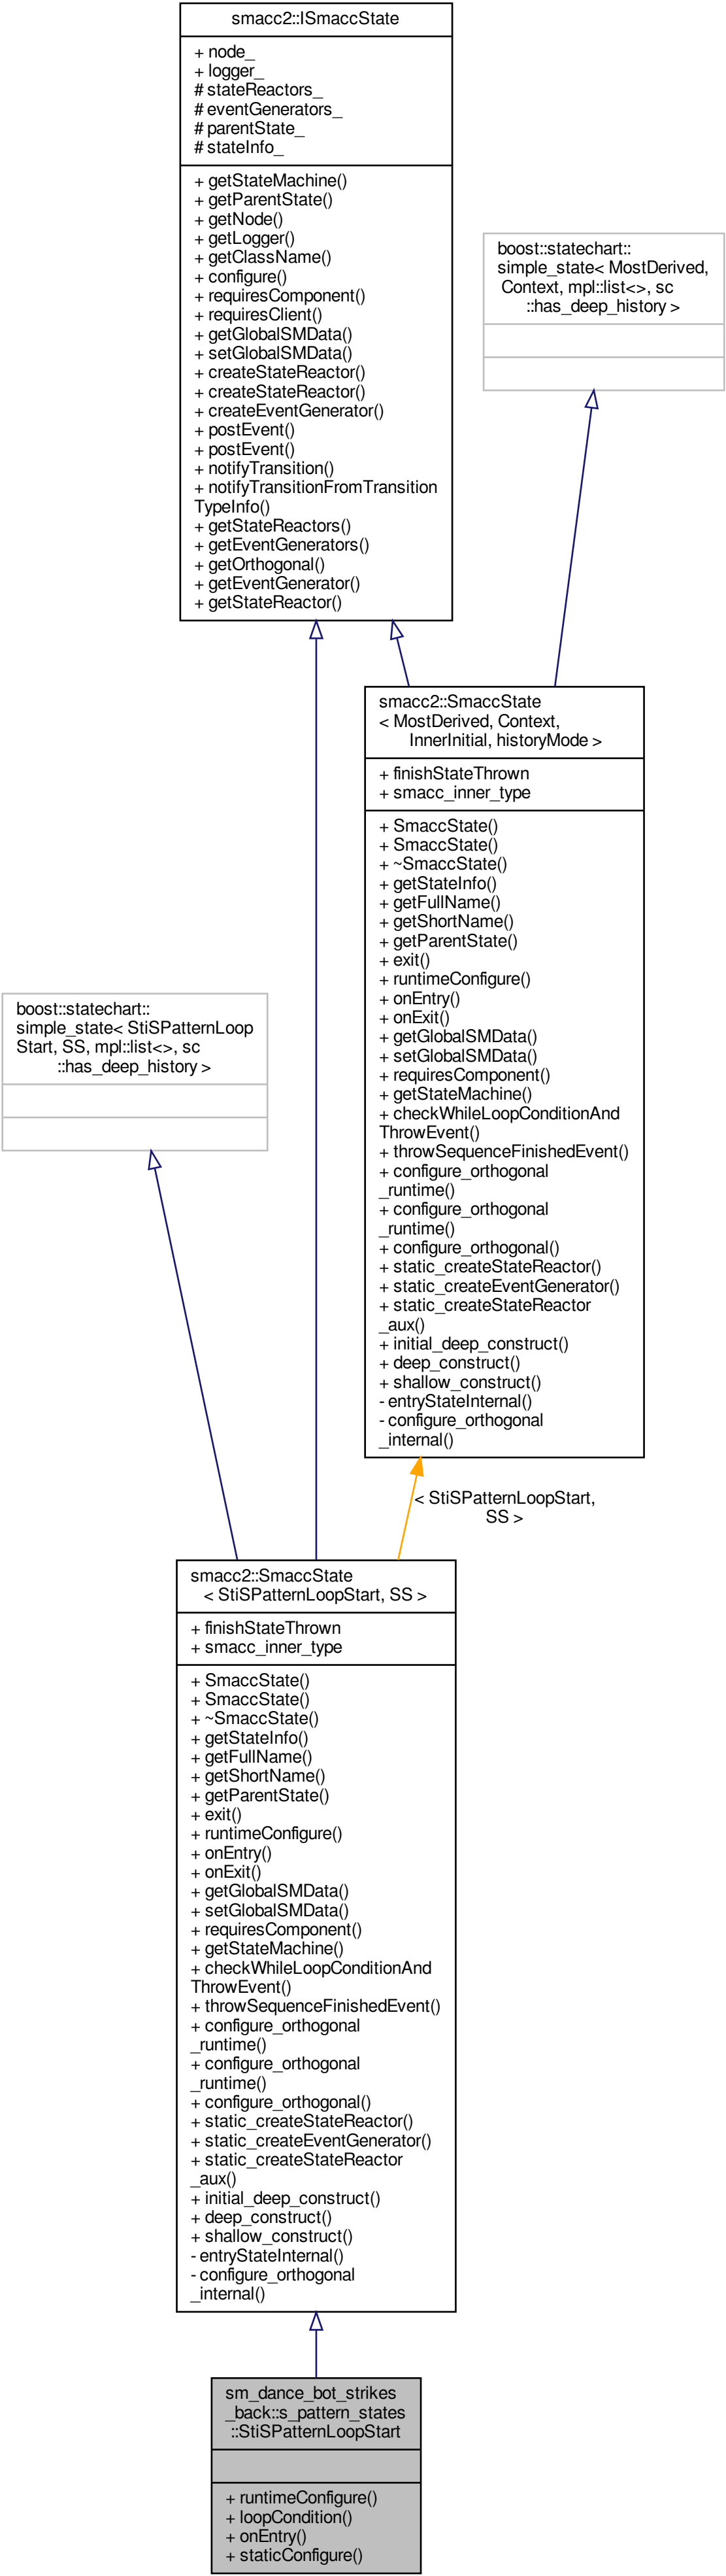 smacc2::ISmaccState
+ node_
+ logger_
# stateReactors_
# eventGenerators_
# parentState_
# stateInfo_
+ getStateMachine()
+ getParentState()
+ getNode()
+ getLogger()
+ getClassName()
+ configure()
+ requiresComponent()
+ requiresClient()
+ getGlobalSMData()
+ setGlobalSMData()
+ createStateReactor()
+ createStateReactor()
+ createEventGenerator()
+ postEvent()
+ postEvent()
+ notifyTransition()
+ notifyTransitionFromTransition
TypeInfo()
+ getStateReactors()
+ getEventGenerators()
+ getOrthogonal()
+ getEventGenerator()
+ getStateReactor()
boost::statechart::
simple_state< MostDerived,
Context, mpl::list<>, sc
::has_deep_history >
smacc2::SmaccState
< MostDerived, Context,
InnerInitial, historyMode >
+ finishStateThrown
+ smacc_inner_type
+ SmaccState()
+ SmaccState()
+ ~SmaccState()
+ getStateInfo()
+ getFullName()
+ getShortName()
+ getParentState()
+ exit()
+ runtimeConfigure()
+ onEntry()
+ onExit()
+ getGlobalSMData()
+ setGlobalSMData()
+ requiresComponent()
+ getStateMachine()
+ checkWhileLoopConditionAnd
ThrowEvent()
+ throwSequenceFinishedEvent()
+ configure_orthogonal
_runtime()
+ configure_orthogonal
_runtime()
+ configure_orthogonal()
+ static_createStateReactor()
+ static_createEventGenerator()
+ static_createStateReactor
_aux()
+ initial_deep_construct()
+ deep_construct()
+ shallow_construct()
- entryStateInternal()
- configure_orthogonal
_internal()
boost::statechart::
simple_state< StiSPatternLoop
Start, SS, mpl::list<>, sc
::has_deep_history >
< StiSPatternLoopStart,
SS >
smacc2::SmaccState
< StiSPatternLoopStart, SS >
+ finishStateThrown
+ smacc_inner_type
+ SmaccState()
+ SmaccState()
+ ~SmaccState()
+ getStateInfo()
+ getFullName()
+ getShortName()
+ getParentState()
+ exit()
+ runtimeConfigure()
+ onEntry()
+ onExit()
+ getGlobalSMData()
+ setGlobalSMData()
+ requiresComponent()
+ getStateMachine()
+ checkWhileLoopConditionAnd
ThrowEvent()
+ throwSequenceFinishedEvent()
+ configure_orthogonal
_runtime()
+ configure_orthogonal
_runtime()
+ configure_orthogonal()
+ static_createStateReactor()
+ static_createEventGenerator()
+ static_createStateReactor
_aux()
+ initial_deep_construct()
+ deep_construct()
+ shallow_construct()
- entryStateInternal()
- configure_orthogonal
_internal()
sm_dance_bot_strikes
_back::s_pattern_states
::StiSPatternLoopStart
+ runtimeConfigure()
+ loopCondition()
+ onEntry()
+ staticConfigure()